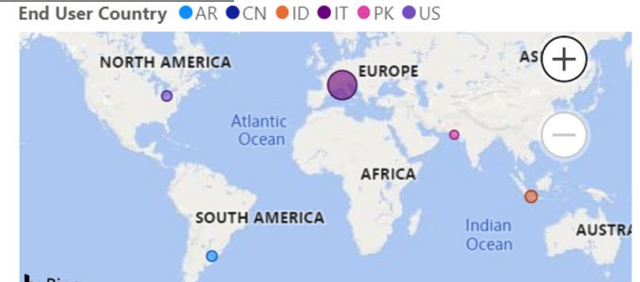 End User Country AR CN ID IT PK US
NORTH AMERICA
EUROPE
AS
Atlantic
Ocean
AFRICA
SOUTH AMERICA
Indian
Ocean
AUSTRA